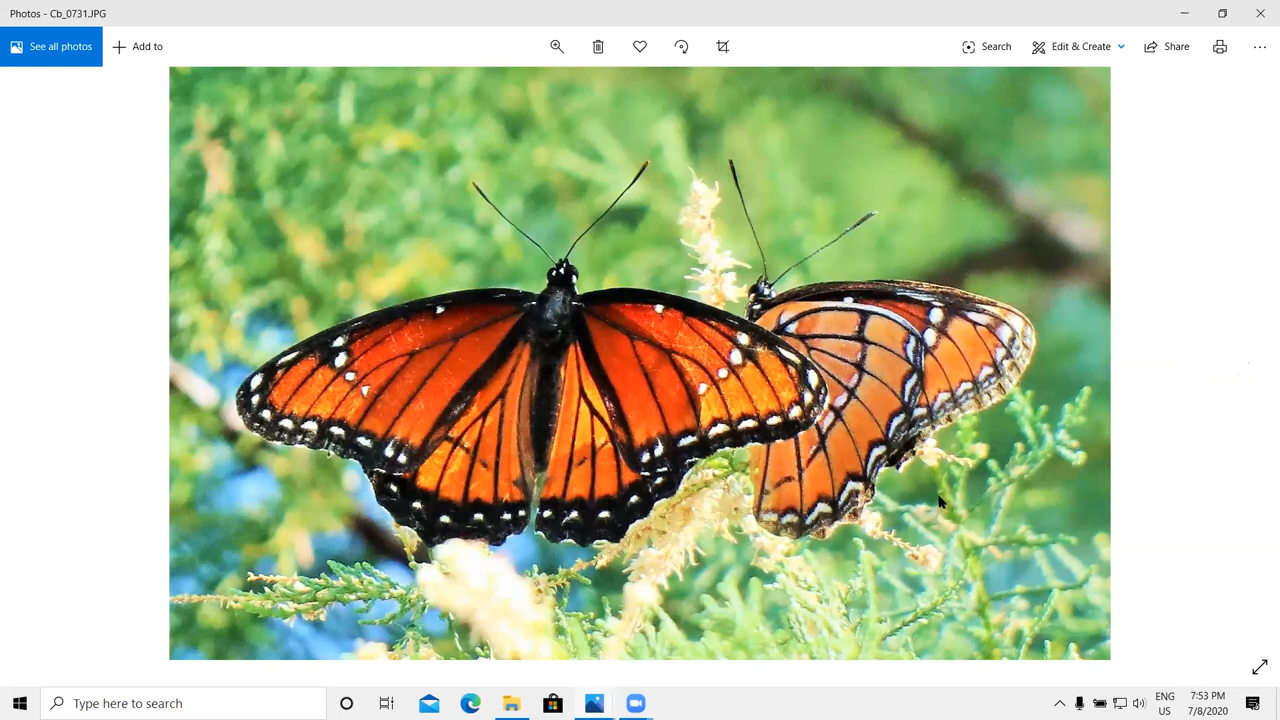 Photos - Cb_0731.JPG
See all photos
Add to
Search
Edit & Create
Share
Type here to search
ENG
US
7:53 PM
7/8/2020